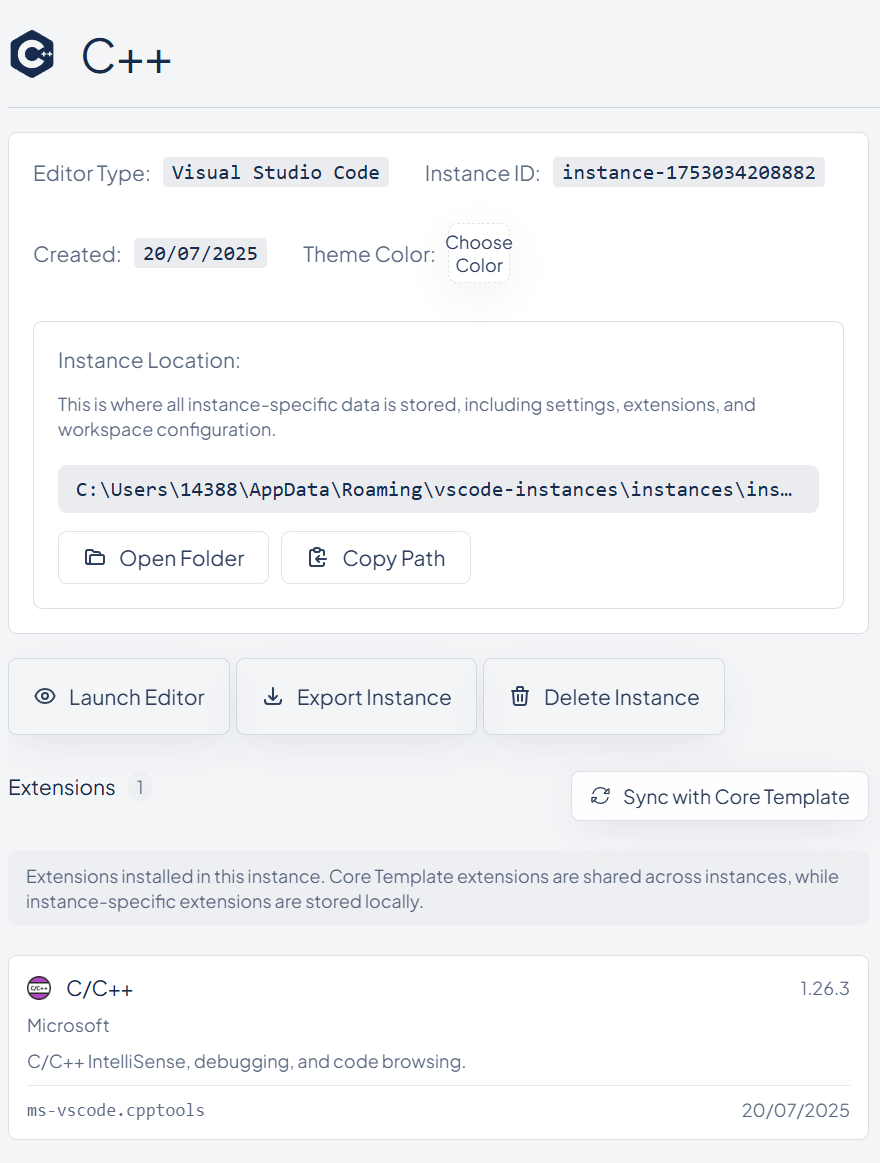 C++
Editor Type: Visual Studio Code Instance ID: instance-1753034208882
Created: 20/07/2025 Theme Color: Choose Color
Instance Location:
This is where all instance-specific data is stored, including settings, extensions, and
workspace configuration.
C:\Users\14388\AppData\Roaming\vscode-instances\instances\ins…
Open Folder Copy Path
Launch Editor Export Instance Delete Instance
Extensions 1 Sync with Core Template
Extensions installed in this instance. Core Template extensions are shared across instances, while
instance-specific extensions are stored locally.
C/C++ C/C++ 1.26.3
Microsoft
C/C++ IntelliSense, debugging, and code browsing.
ms-vscode.cpptools 20/07/2025